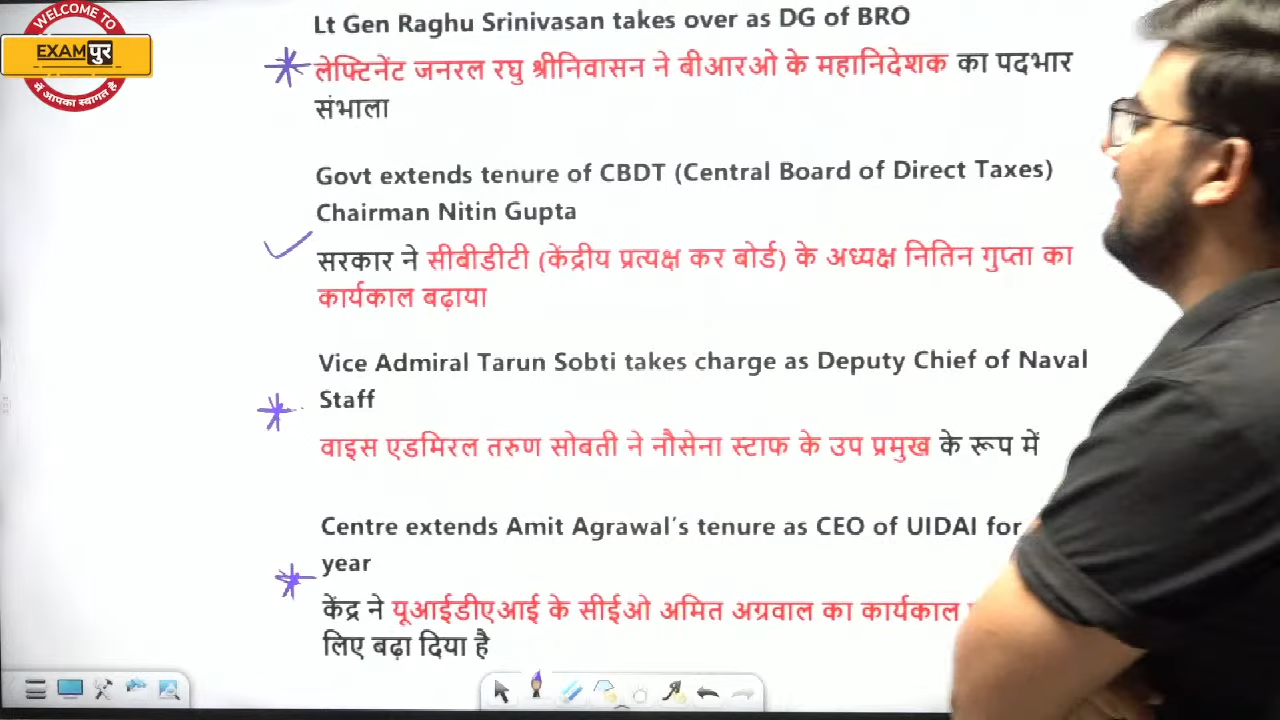 WELCOME TO
EXAMपुर
में आपका स्वागत है
Lt Gen Raghu Srinivasan takes over as DG of BRO
लेफ्टिनेंट जनरल रघु श्रीनिवासन ने बीआरओ के महानिदेशक का पदभार
संभाला
Govt extends tenure of CBDT (Central Board of Direct Taxes)
Chairman Nitin Gupta
सरकार ने सीबीडीटी (केंद्रीय प्रत्यक्ष कर बोर्ड) के अध्यक्ष नितिन गुप्ता का
कार्यकाल बढ़ाया
Vice Admiral Tarun Sobti takes charge as Deputy Chief of Naval
Staff
वाइस एडमिरल तरुण सोबती ने नौसेना स्टाफ के उप प्रमुख के रूप में
Centre extends Amit Agrawal's tenure as CEO of UIDAI for
year
केंद्र ने यूआईडीएआई के सीईओ अमित अग्रवाल का कार्यकाल
लिए बढ़ा दिया है